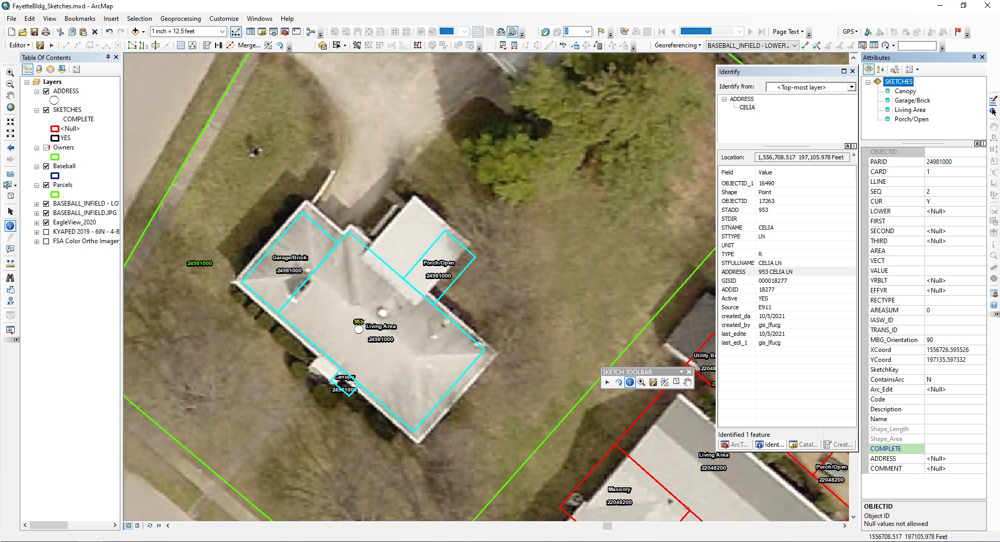 FayetteBldg_Sketches.mxd - ArcMap
File Edit View Bookmarks Insert Selection Geoprocessing Customize Windows Help
1 inch = 12.5 feet
100%
0
Show Name
Page Text
GPS
Editor
Merge...
Georeferencing
BASEBALL_INFIELD - LOWER.
Table Of Contents
Layers
ADDRESS
SKETCHES
COMPLETE
<Null>
YES
Owners
Baseball
Parcels
BASEBALL_INFIELD - LO
BASEBALL_INFIELD.JPG
EagleView_2020
KYAPED 2019 - 6IN - 4-B
FSA Color Ortho Imager
24981000
Garage/Brick
24981000
Porch/Open
24981000
953
Living Area
24981000
Canopy
24981000
Utility Bu
22048
Living Area
22048200
Porch/Open
22048200
Masonry
22048200
SKETCH TOOLBAR
Identify
Identify from: <Top-most layer>
ADDRESS
CELIA
Location: 1,556,708.517 197,105.978 Feet
Field Value
OBJECTID_1 16490
Shape Point
OBJECTID 17263
STADD 953
STDIR
STNAME CELIA
STTYPE LN
UNIT
TYPE R
STFULLNAME CELIA LN
ADDRESS 953 CELIA LN
GISID 000018277
ADDID 18277
Active YES
Source E911
created_da 10/5/2021
created_by gis_lfucg
last_edite 10/5/2021
last_edi_1 gis_lfucg
Identified 1 feature
ArcT... Ident... Catal... Creat...
Attributes
SKETCHES
Canopy
Garage/Brick
Living Area
Porch/Open
OBJECTID
PARID 24981000
CARD 1
LLINE
SEQ 2
CUR Y
LOWER <Null>
FIRST
SECOND <Null>
THIRD <Null>
AREA
VECT
VALUE
YRBLT <Null>
EFFYR <Null>
RECTYPE
AREASUM 0
IASW_ID
TRANS_ID
MBG_Orientation 90
XCoord 1556726.595526
YCoord 197135.597332
SketchKey
ContainsArc N
Arc_Edit <Null>
Code
Description
Name
Shape_Length
Shape_Area
COMPLETE
ADDRESS <Null>
COMMENT <Null>
OBJECTID
Object ID
Null values not allowed
1556708.517 197105.978 Feet